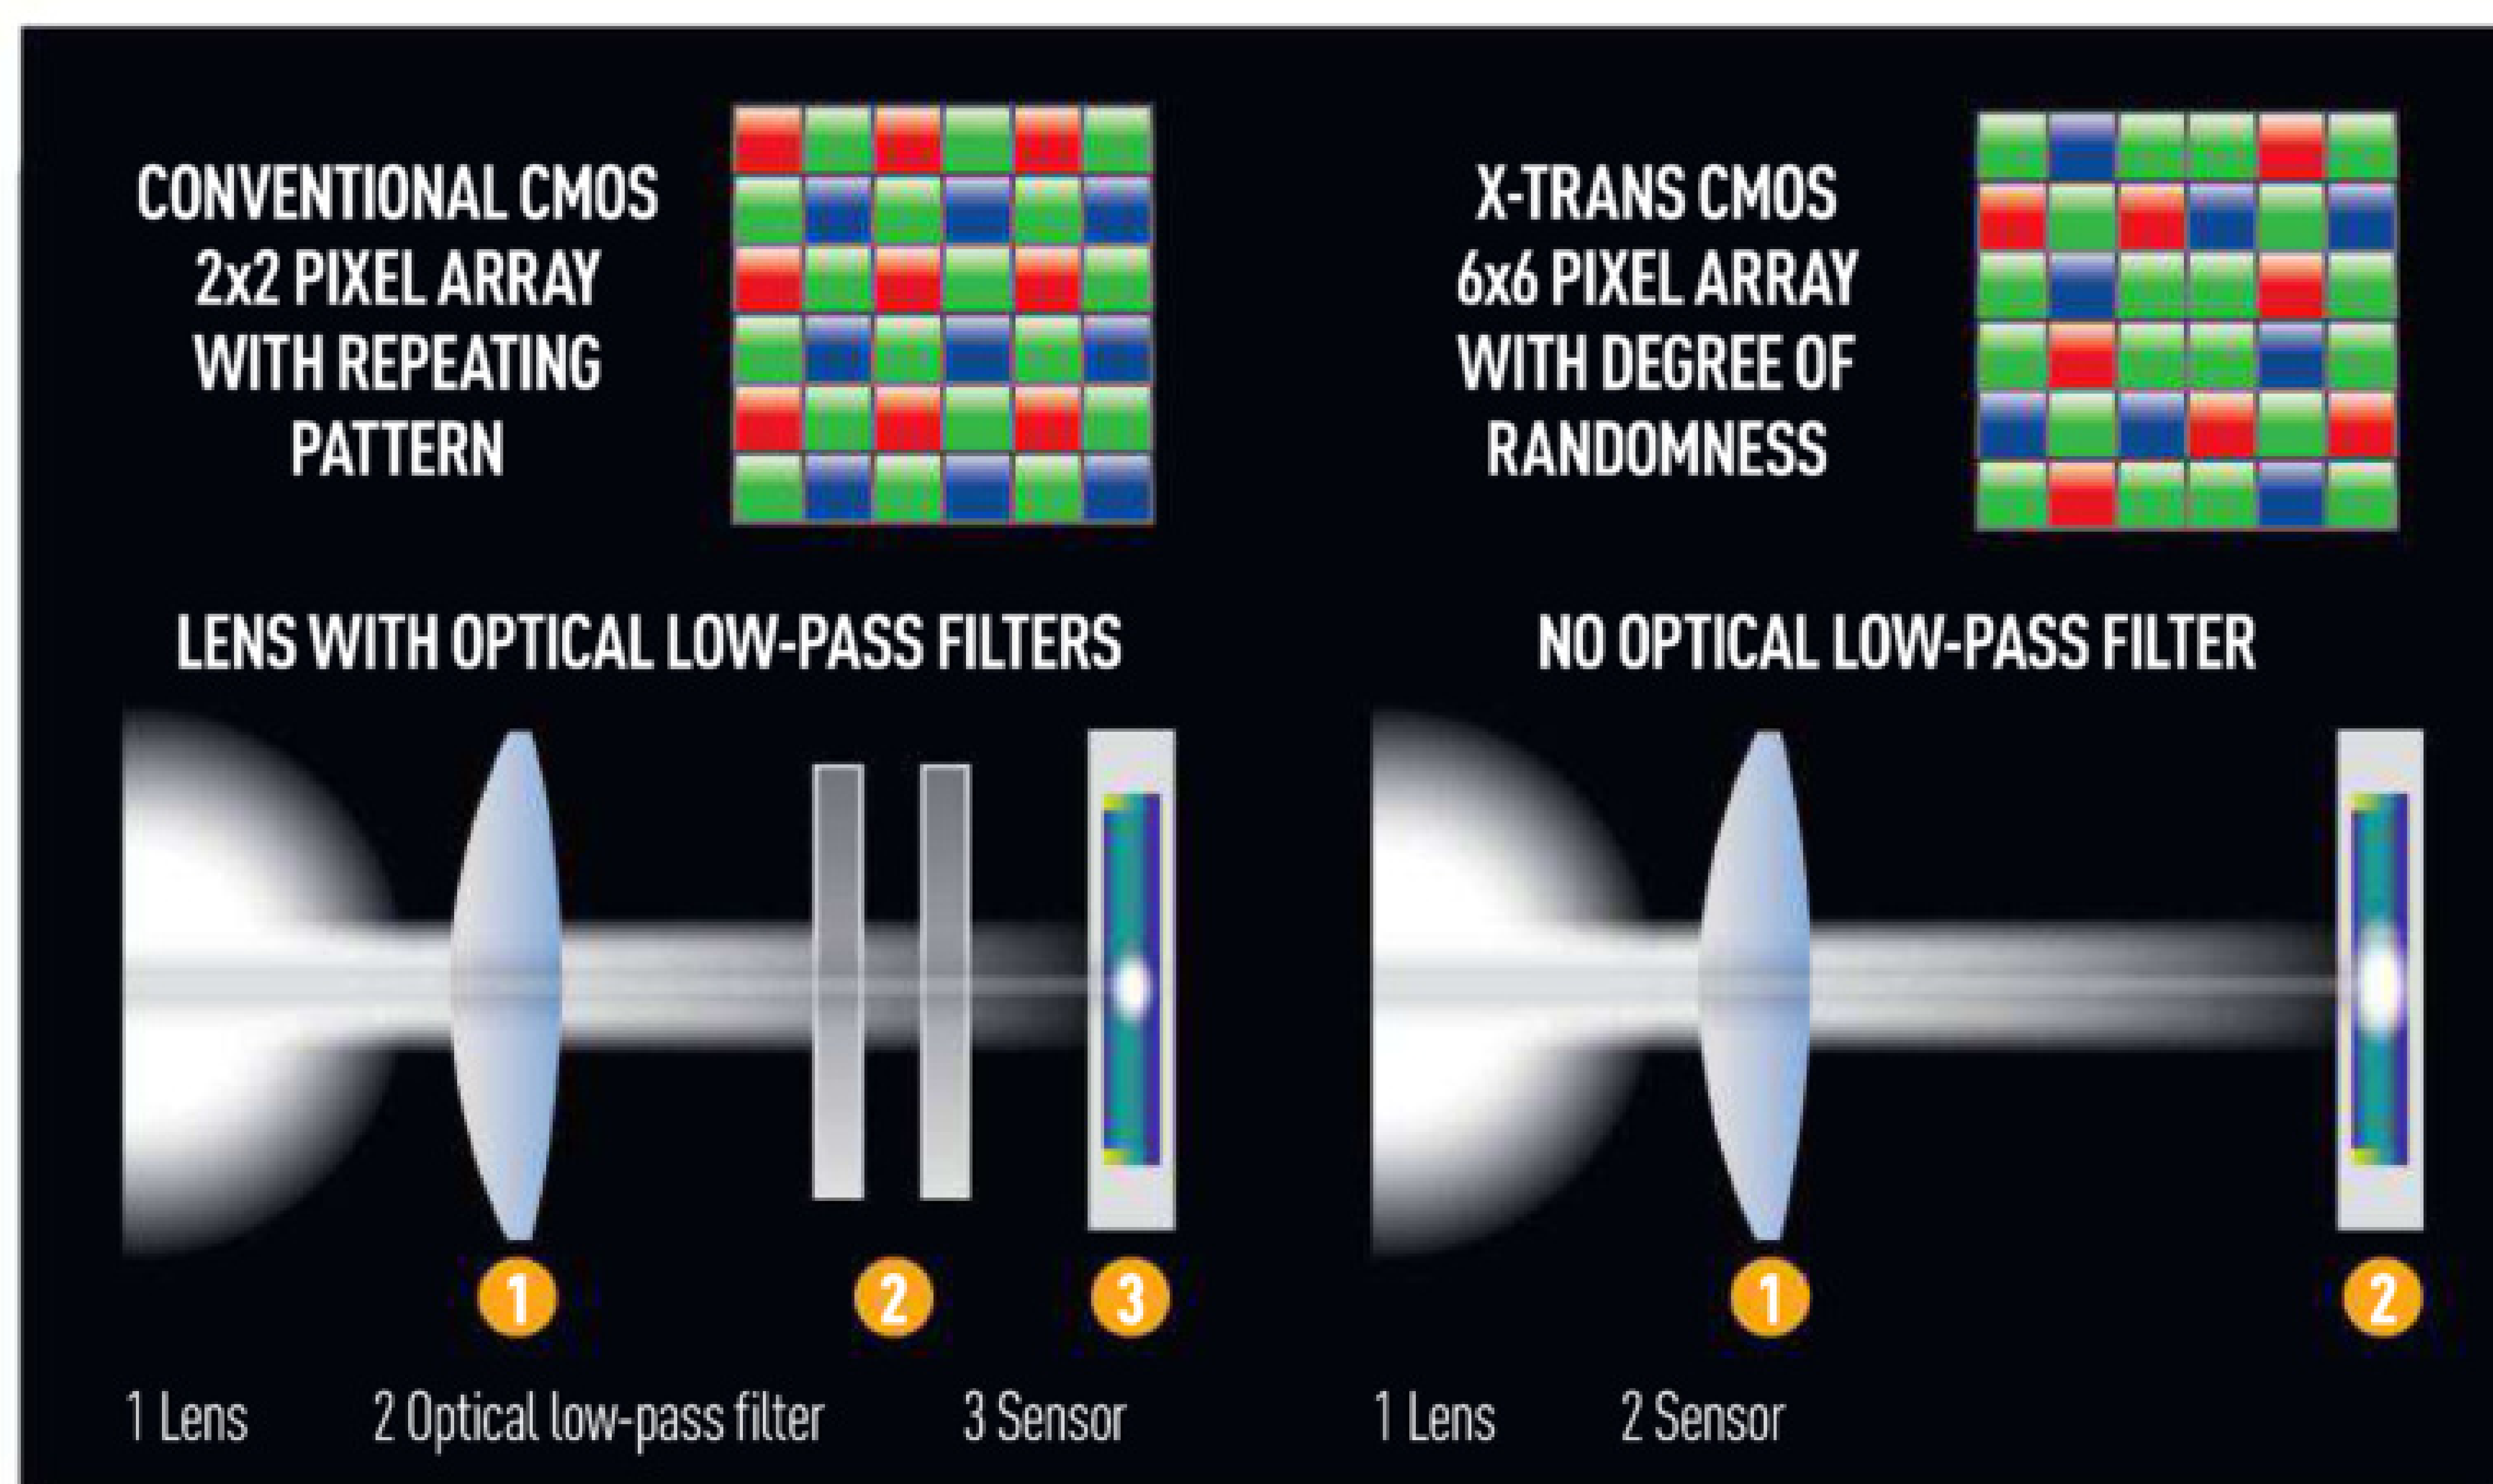 CONVENTIONAL CMOS
2x2 PIXEL ARRAY
WITH REPEATING
PATTERN
X-TRANS CMOS
6x6 PIXEL ARRAY
WITH DEGREE OF
RANDOMNESS
LENS WITH OPTICAL LOW-PASS FILTERS
NO OPTICAL LOW-PASS FILTER
1
2
3
1
2
1 Lens
2 Optical low-pass filter
3 Sensor
1 Lens
2 Sensor